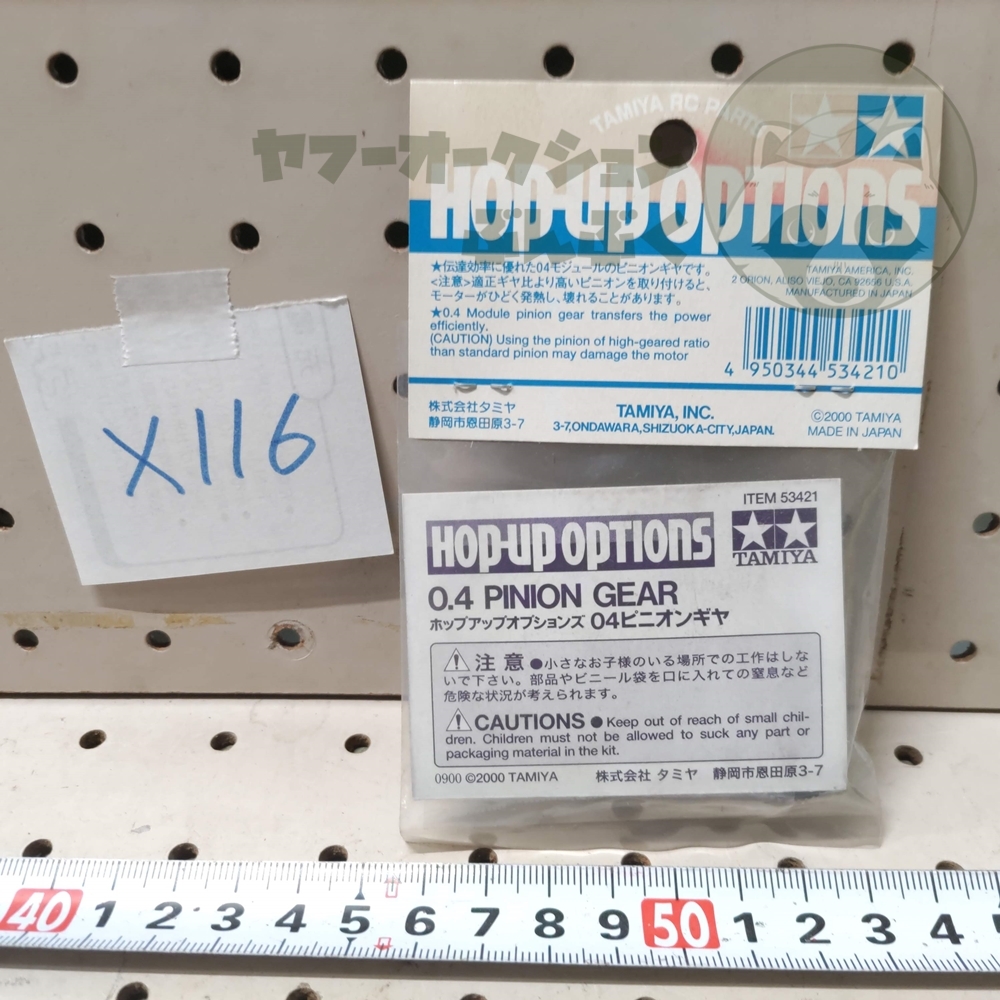 TAMIYA RC PARTS
ヤフーオークション
ぶんぶく
HOP-UP OPTIONS
★伝達効率に優れた04モジュールのピニオンギヤです。
<注意>適正ギヤ比より高いピニオンを取り付けると、
モーターがひどく発熱し、壊れることがあります。
★0.4 Module pinion gear transfers the power
efficiently.
(CAUTION) Using the pinion of high-geared ratio
than standard pinion may damage the motor
TAMIYA AMERICA, INC.
2 ORION, ALISO VIEJO, CA 92656 U.S.A.
MANUFACTURED IN JAPAN
4 950344 534210
株式会社タミヤ
静岡市恩田原3-7
TAMIYA, INC.
3-7,ONDAWARA,SHIZUOKA-CITY,JAPAN.
©2000 TAMIYA
MADE IN JAPAN
X116
ITEM 53421
HOP-UP OPTIONS
TAMIYA
0.4 PINION GEAR
ホップアップオプションズ 04ピニオンギヤ
注意 ●小さなお子様のいる場所での工作はしな
いで下さい。部品やビニール袋を口に入れての窒息など
危険な状況が考えられます。
CAUTIONS ●Keep out of reach of small chil-
dren. Children must not be allowed to suck any part or
packaging material in the kit.
0900 ©2000 TAMIYA 株式会社 タミヤ 静岡市恩田原3-7
40 1 2 3 4 5 6 7 8 9 50 1 2 3 4